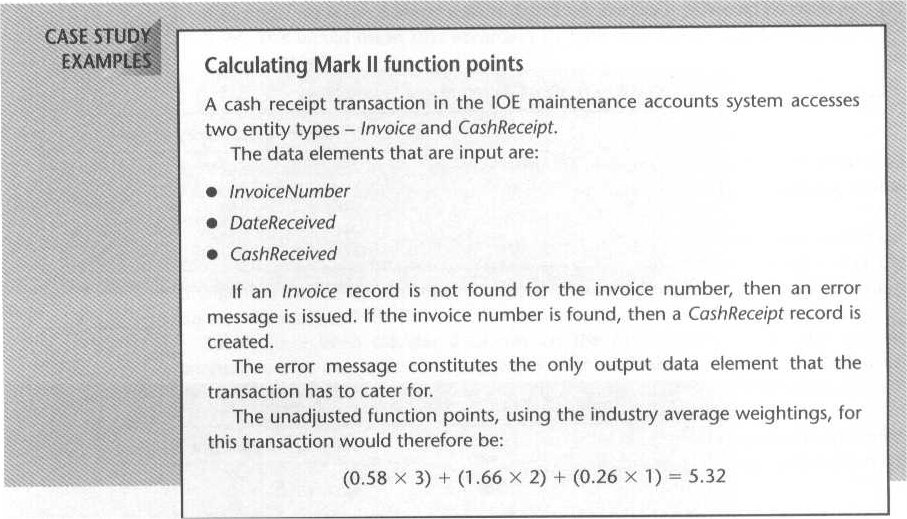 CASE STUDY
EXAMPLES
Calculating Mark II function points
A cash receipt transaction in the IOE maintenance accounts system accesses
two entity types – Invoice and CashReceipt.
The data elements that are input are:
● InvoiceNumber
● DateReceived
● CashReceived
If an Invoice record is not found for the invoice number, then an error
message is issued. If the invoice number is found, then a CashReceipt record is
created.
The error message constitutes the only output data element that the
transaction has to cater for.
The unadjusted function points, using the industry average weightings, for
this transaction would therefore be:
(0.58 × 3) + (1.66 × 2) + (0.26 × 1) = 5.32